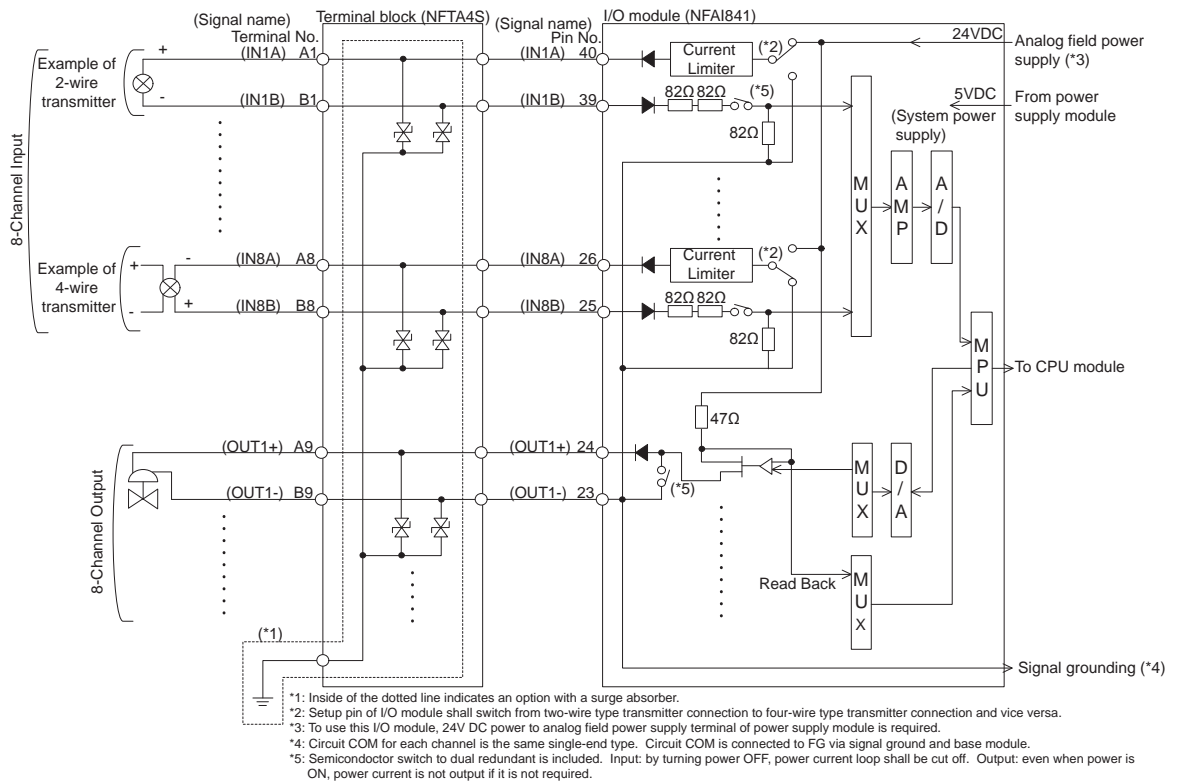 (Signal name)
Terminal No.
Terminal block (NFTA4S)
(Signal name)
Pin No.
I/O module (NFAI841)
8-Channel Input
Example of
2-wire
transmitter
+
-
(IN1A) A1
(IN1A) 40
Current
Limiter
(*2)
24VDC
Analog field power
supply (*3)
(IN1B) B1
(IN1B) 39
82Ω 82Ω
(*5)
82Ω
5VDC
(System power
supply)
From power
supply module
MUX
AMP
A/D
Example of
4-wire
transmitter
+
-
-
+
(IN8A) A8
(IN8A) 26
Current
Limiter
(*2)
(IN8B) B8
(IN8B) 25
82Ω 82Ω
82Ω
MPU
To CPU module
47Ω
8-Channel Output
(OUT1+) A9
(OUT1+) 24
(OUT1-) B9
(OUT1-) 23
(*5)
MUX
D/A
Read Back
MUX
(*1)
Signal grounding (*4)
*1: Inside of the dotted line indicates an option with a surge absorber.
*2: Setup pin of I/O module shall switch from two-wire type transmitter connection to four-wire type transmitter connection and vice versa.
*3: To use this I/O module, 24V DC power to analog field power supply terminal of power supply module is required.
*4: Circuit COM for each channel is the same single-end type. Circuit COM is connected to FG via signal ground and base module.
*5: Semicondoctor switch to dual redundant is included. Input: by turning power OFF, power current loop shall be cut off. Output: even when power is
ON, power current is not output if it is not required.